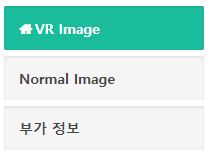 VR Image
Normal Image
부가 정보